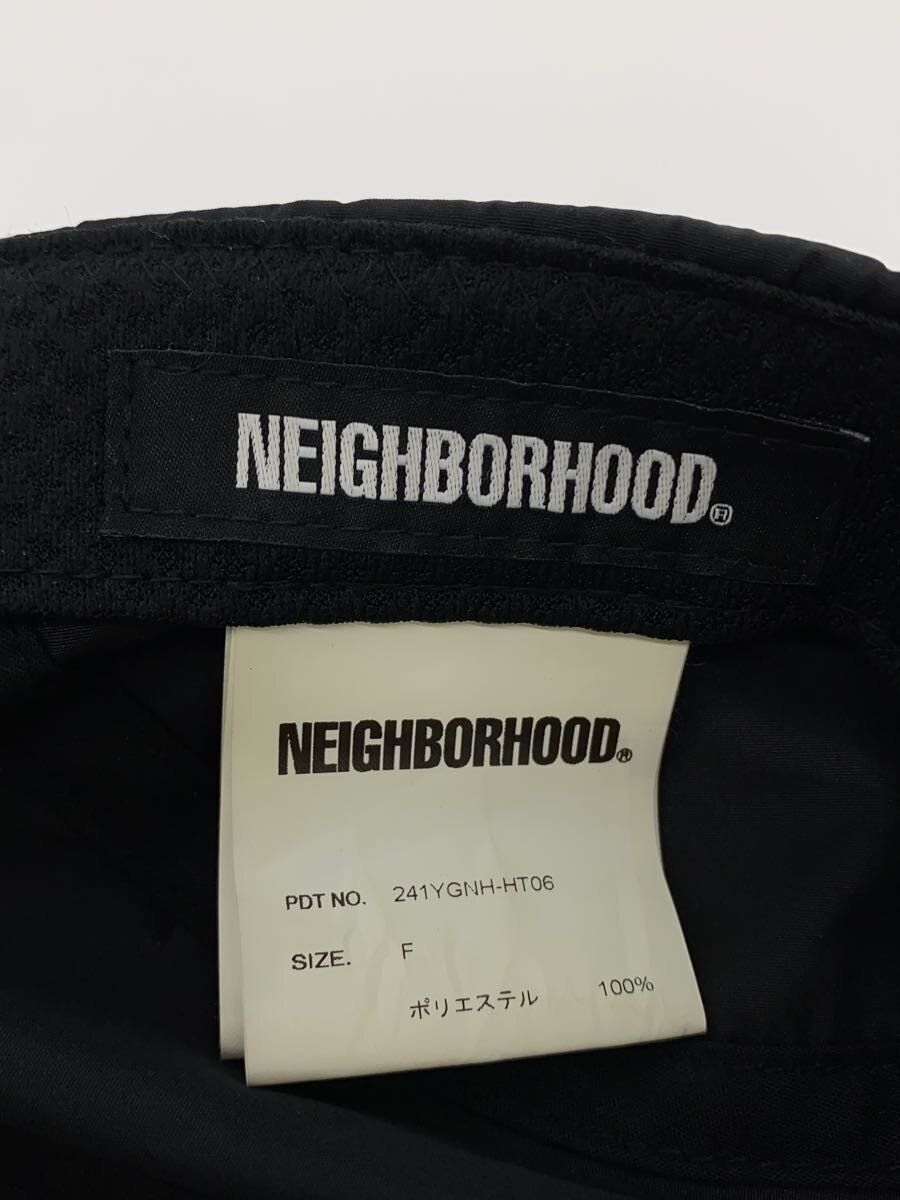 NEIGHBORHOOD®
NEIGHBORHOOD®
PDT NO. 241YGNH-HT06
SIZE. F
ポリエステル 100%